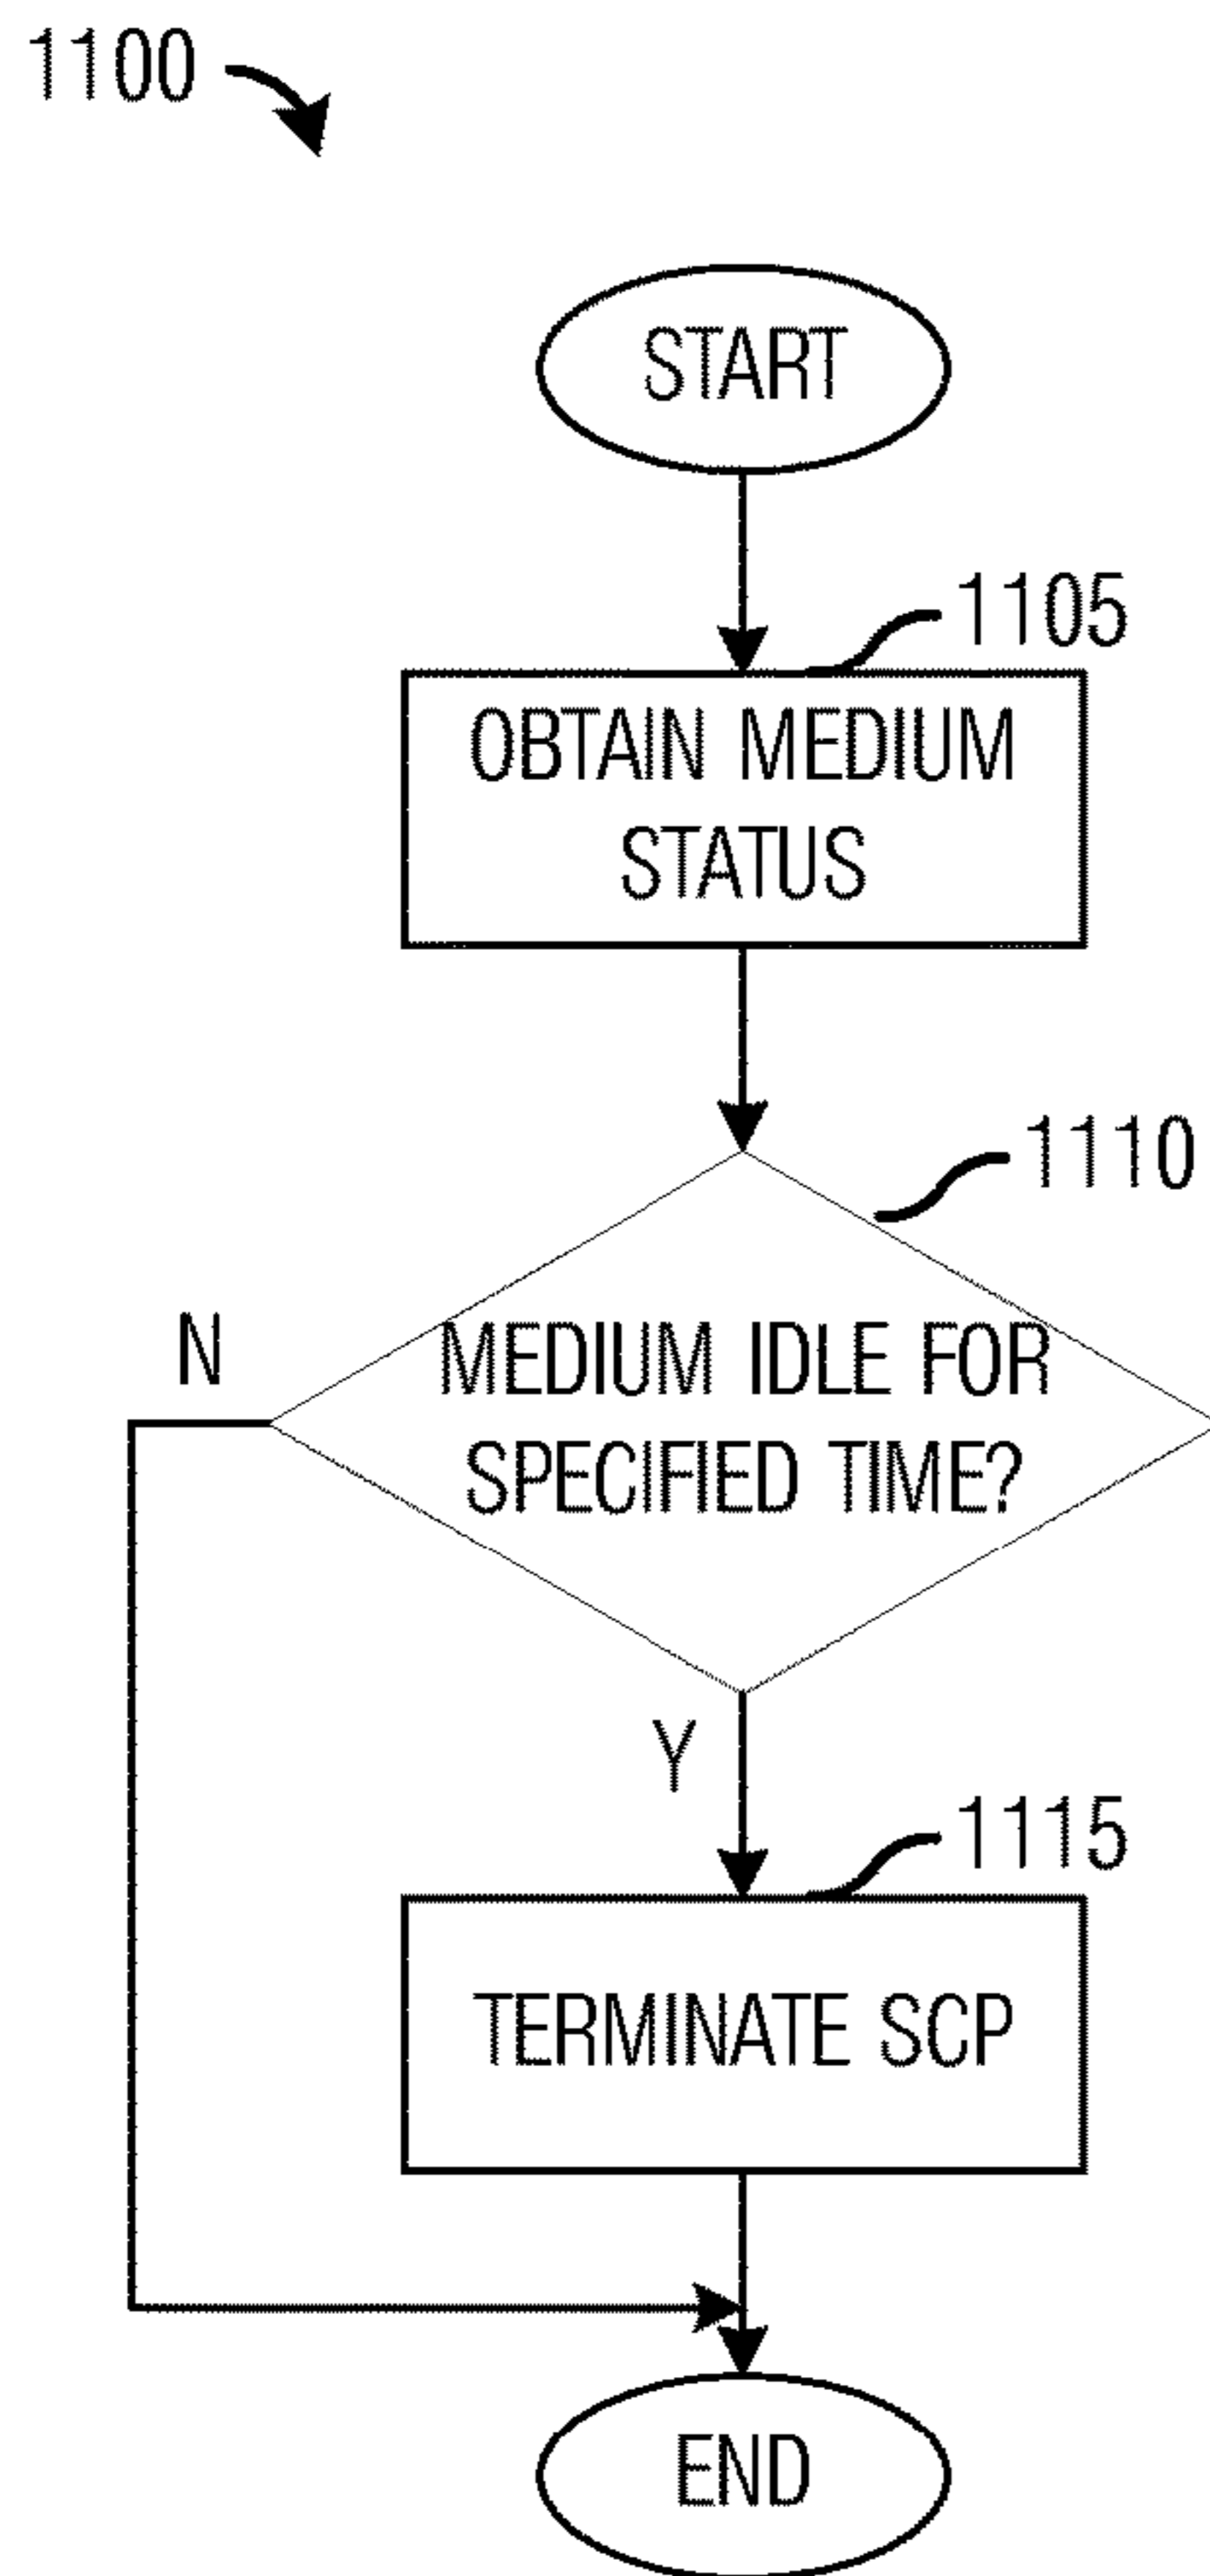 1100
START
1105
OBTAIN MEDIUM
STATUS
1110
N
MEDIUM IDLE FOR
SPECIFIED TIME?
Y
1115
TERMINATE SCP
END